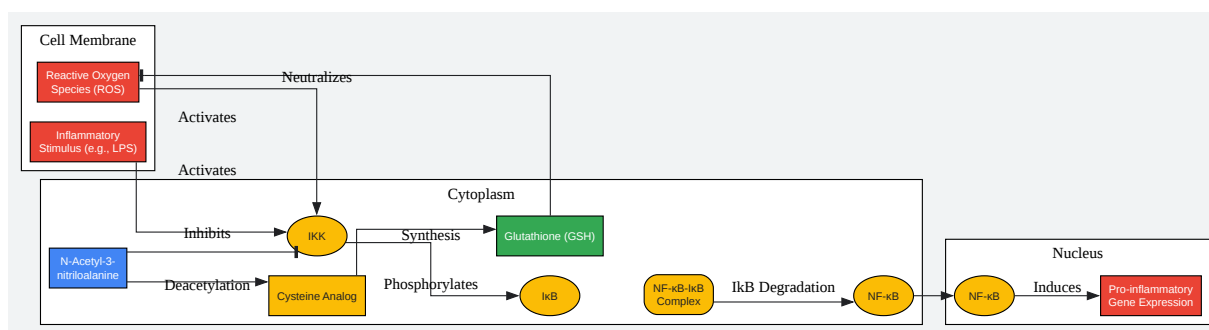 Cell Membrane
Reactive Oxygen
Species (ROS)
Neutralizes
Activates
Inflammatory
Stimulus (e.g., LPS)
Activates
Cytoplasm
Inhibits
IKK
Synthesis
Glutathione (GSH)
N-Acetyl-3-
nitriloalanine
Deacetylation
Cysteine Analog
Phosphorylates
IκB
NF-κB-IκB
Complex
IkB Degradation
NF-κB
Nucleus
NF-κB
Induces
Pro-inflammatory
Gene Expression